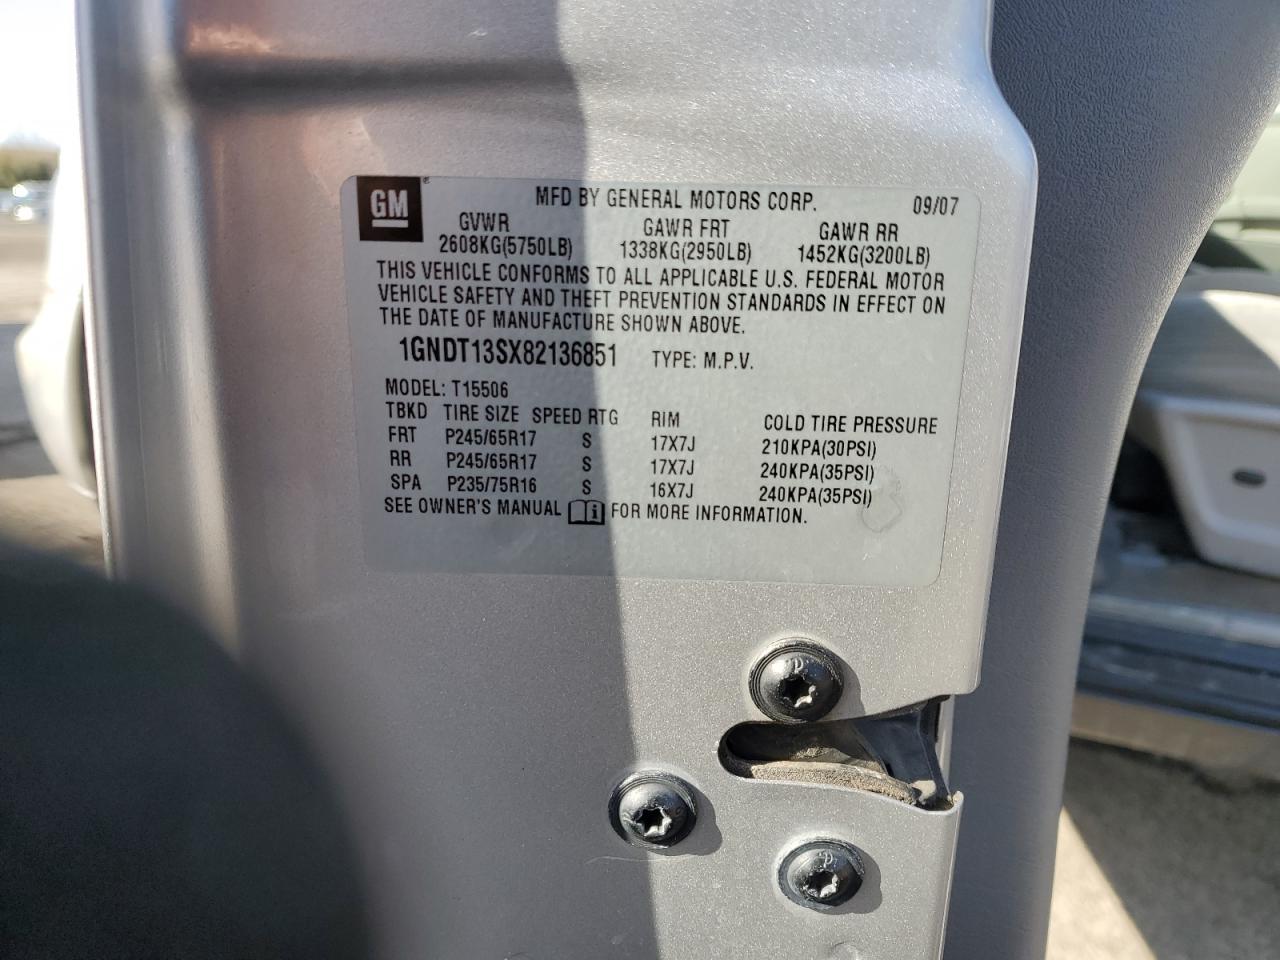 GM ® MFD BY GENERAL MOTORS CORP. 09/07
GVWR GAWR FRT GAWR RR
2608KG(5750LB) 1338KG(2950LB) 1452KG(3200LB)
THIS VEHICLE CONFORMS TO ALL APPLICABLE U.S. FEDERAL MOTOR
VEHICLE SAFETY AND THEFT PREVENTION STANDARDS IN EFFECT ON
THE DATE OF MANUFACTURE SHOWN ABOVE.
1GNDT13SX82136851 TYPE: M.P.V.
MODEL: T15506
TBKD TIRE SIZE SPEED RTG RIM COLD TIRE PRESSURE
FRT P245/65R17 S 17X7J 210KPA(30PSI)
RR P245/65R17 S 17X7J 240KPA(35PSI)
SPA P235/75R16 S 16X7J 240KPA(35PSI)
SEE OWNER'S MANUAL i FOR MORE INFORMATION.
P
P